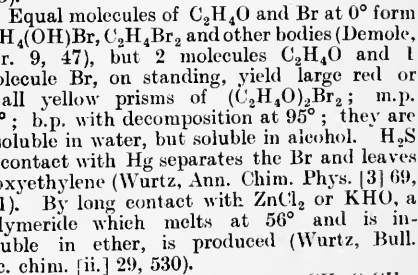 Equal molecules of C₂H₄O and Br at 0° form
H₄(OH)Br, C₂H₄Br₂ and other bodies (Demole,
r. 9, 47), but 2 molecules C₂H₄O and 1
olecule Br, on standing, yield large red or
all yellow prisms of (C₂H₄O)₂Br₂; m.p.
°; b.p. with decomposition at 95°; they are
soluble in water, but soluble in alcohol. H₂S
contact with Hg separates the Br and leaves
oxyethylene (Wurtz, Ann. Chim. Phys. [3] 69,
1). By long contact with ZnCl₂ or KHO, a
lymeride which melts at 56° and is in-
uble in ether, is produced (Wurtz, Bull.
c. chim. [ii.] 29, 530).